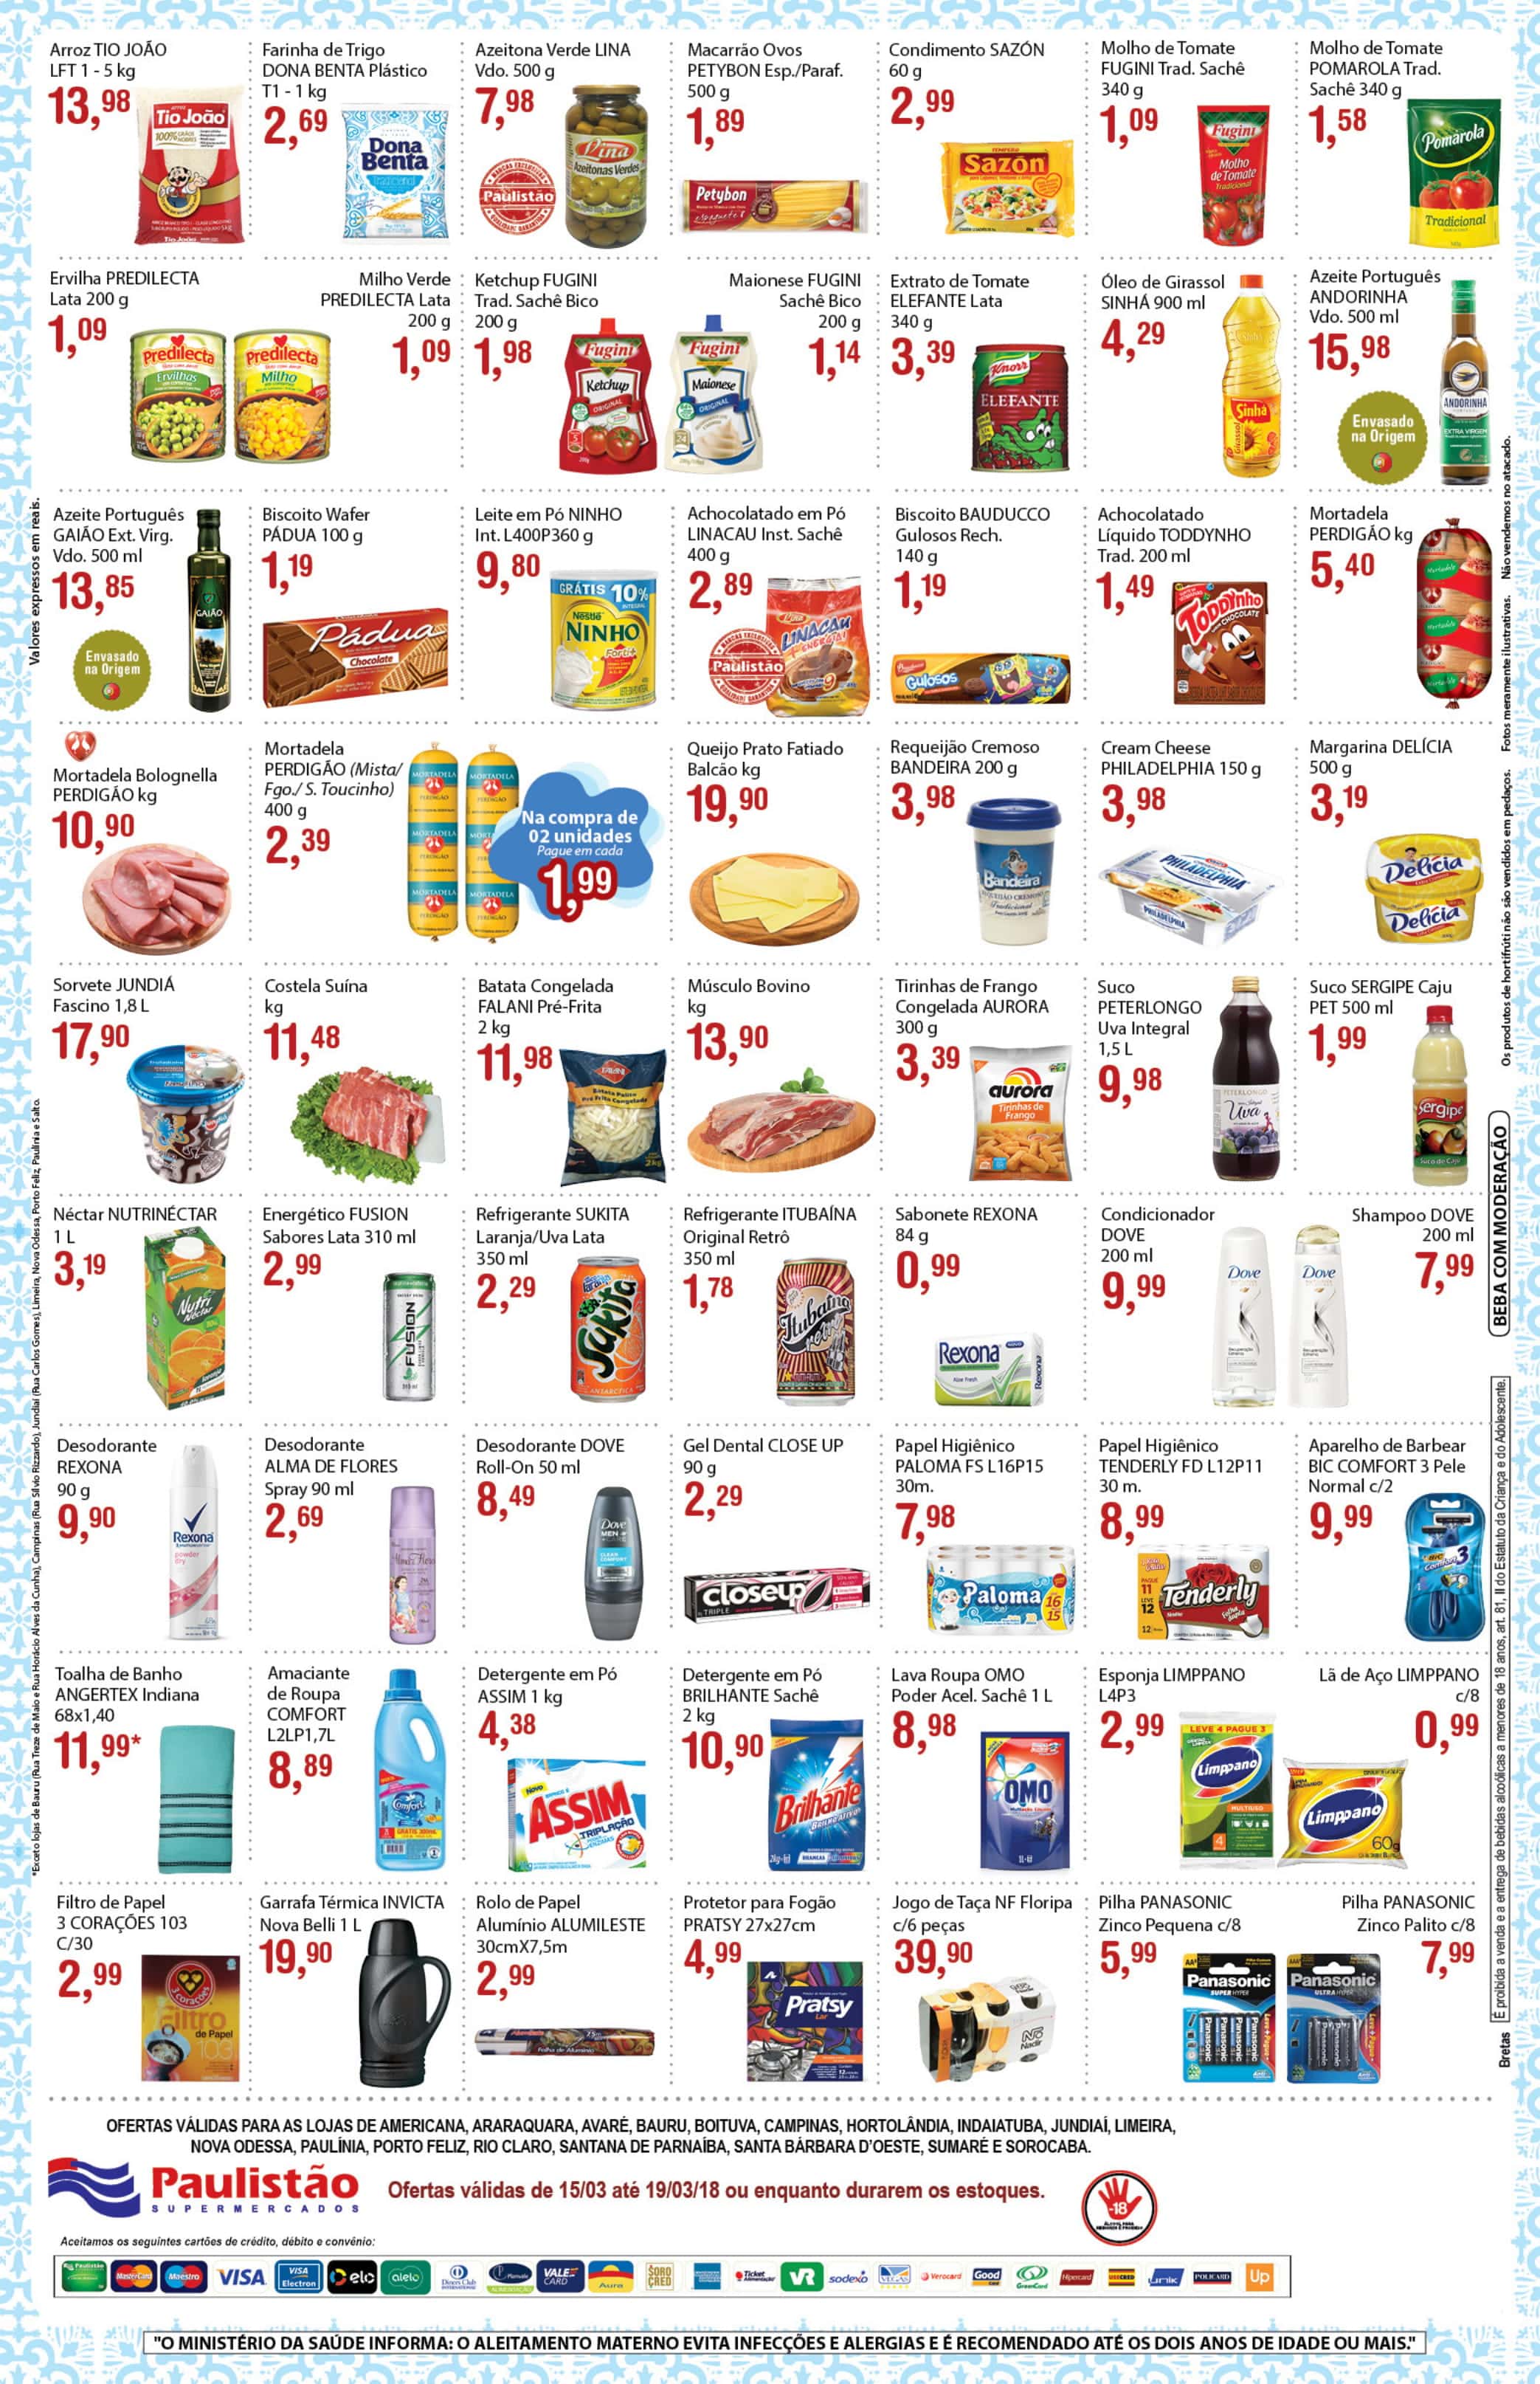 Arroz TIO JOÃO
LFT 1 - 5 kg
13,98
Farinha de Trigo
DONA BENTA Plástico
T1 - 1 kg
2,69
Azeitona Verde LINA
Vdo. 500 g
7,98
Macarrão Ovos
PETYBON Esp./Paraf.
500 g
1,89
Condimento SAZÓN
60 g
2,99
Molho de Tomate
FUGINI Trad. Sachê
340 g
1,09
Molho de Tomate
POMAROLA Trad.
Sachê 340 g
1,58
Ervilha PREDILECTA
Lata 200 g
1,09
Milho Verde
PREDILECTA Lata
200 g
1,09
Ketchup FUGINI
Trad. Sachê Bico
200 g
1,98
Maionese FUGINI
Sachê Bico
200 g
1,14
Extrato de Tomate
ELEFANTE Lata
340 g
3,39
Óleo de Girassol
SINHÁ 900 ml
4,29
Azeite Português
ANDORINHA
Vdo. 500 ml
15,98
Envasado
na Origem
Azeite Português
GAIÃO Ext. Virg.
Vdo. 500 ml
13,85
Envasado
na Origem
Biscoito Wafer
PÁDUA 100 g
1,19
Leite em Pó NINHO
Int. L400P360 g
9,80
Achocolatado em Pó
LINACAU Inst. Sachê
400 g
2,89
Biscoito BAUDUCCO
Gulosos Rech.
140 g
1,19
Achocolatado
Líquido TODDYNHO
Trad. 200 ml
1,49
Mortadela
PERDIGÃO kg
5,40
Mortadela Bolognella
PERDIGÃO kg
10,90
Mortadela
PERDIGÃO (Mista/
Fgo./ S. Toucinho)
400 g
2,39
Na compra de
02 unidades
Pague em cada
1,99
Queijo Prato Fatiado
Balcão kg
19,90
Requeijão Cremoso
BANDEIRA 200 g
3,98
Cream Cheese
PHILADELPHIA 150 g
3,98
Margarina DELÍCIA
500 g
3,19
Sorvete JUNDIÁ
Fascino 1,8 L
17,90
Costela Suína
kg
11,48
Batata Congelada
FALANI Pré-Frita
2 kg
11,98
Músculo Bovino
kg
13,90
Tirinhas de Frango
Congelada AURORA
300 g
3,39
Suco
PETERLONGO
Uva Integral
1,5 L
9,98
Suco SERGIPE Caju
PET 500 ml
1,99
Néctar NUTRINÉCTAR
1 L
3,19
Energético FUSION
Sabores Lata 310 ml
2,99
Refrigerante SUKITA
Laranja/Uva Lata
350 ml
2,29
Refrigerante ITUBAÍNA
Original Retrô
350 ml
1,78
Sabonete REXONA
84 g
0,99
Condicionador
DOVE
200 ml
9,99
Shampoo DOVE
200 ml
7,99
Desodorante
REXONA
90 g
9,90
Desodorante
ALMA DE FLORES
Spray 90 ml
2,69
Desodorante DOVE
Roll-On 50 ml
8,49
Gel Dental CLOSE UP
90 g
2,29
Papel Higiênico
PALOMA FS L16P15
30m.
7,98
Papel Higiênico
TENDERLY FD L12P11
30 m.
8,99
Aparelho de Barbear
BIC COMFORT 3 Pele
Normal c/2
9,99
Toalha de Banho
ANGERTEX Indiana
68x1,40
11,99*
Amaciante
de Roupa
COMFORT
L2LP1,7L
8,89
Detergente em Pó
ASSIM 1 kg
4,38
Detergente em Pó
BRILHANTE Sachê
2 kg
10,90
Lava Roupa OMO
Poder Acel. Sachê 1 L
8,98
Esponja LIMPPANO
L4P3
2,99
Lã de Aço LIMPPANO
c/8
0,99
Filtro de Papel
3 CORAÇÕES 103
C/30
2,99
Garrafa Térmica INVICTA
Nova Belli 1 L
19,90
Rolo de Papel
Alumínio ALUMILESTE
30cmX7,5m
2,99
Protetor para Fogão
PRATSY 27x27cm
4,99
Jogo de Taça NF Floripa
c/6 peças
39,90
Pilha PANASONIC
Zinco Pequena c/8
5,99
Pilha PANASONIC
Zinco Palito c/8
7,99
Valores expressos em reais.
*Exceto lojas de Bauru (Rua Treze de Maio e Rua Horácio Alves da Cunha), Campinas (Rua Silvio Rizzardo), Jundiaí (Rua Carlos Gomes), Limeira, Nova Odessa, Porto Feliz, Paulínia e Salto.
Os produtos de hortifrúti não são vendidos em pedaços. Fotos meramente ilustrativas. Não vendemos no atacado.
BEBA COM MODERAÇÃO
É proibida a venda e a entrega de bebidas alcoólicas a menores de 18 anos, art. 81, II do Estatuto da Criança e do Adolescente.
Bretas
OFERTAS VÁLIDAS PARA AS LOJAS DE AMERICANA, ARARAQUARA, AVARÉ, BAURU, BOITUVA, CAMPINAS, HORTOLÂNDIA, INDAIATUBA, JUNDIAÍ, LIMEIRA,
NOVA ODESSA, PAULÍNIA, PORTO FELIZ, RIO CLARO, SANTANA DE PARNAÍBA, SANTA BÁRBARA D'OESTE, SUMARÉ E SOROCABA.
Paulistão
SUPERMERCADOS
Ofertas válidas de 15/03 até 19/03/18 ou enquanto durarem os estoques.
-18
Aceitamos os seguintes cartões de crédito, débito e convênio:
MasterCard Maestro VISA VISA Electron elo alelo Diners Club VALE CARD Aura SORO CRED Ticket VR sodexo VEGAS Verocard Good Card GreenCard Hipercard UNIK POLICARD Up
"O MINISTÉRIO DA SAÚDE INFORMA: O ALEITAMENTO MATERNO EVITA INFECÇÕES E ALERGIAS E É RECOMENDADO ATÉ OS DOIS ANOS DE IDADE OU MAIS."